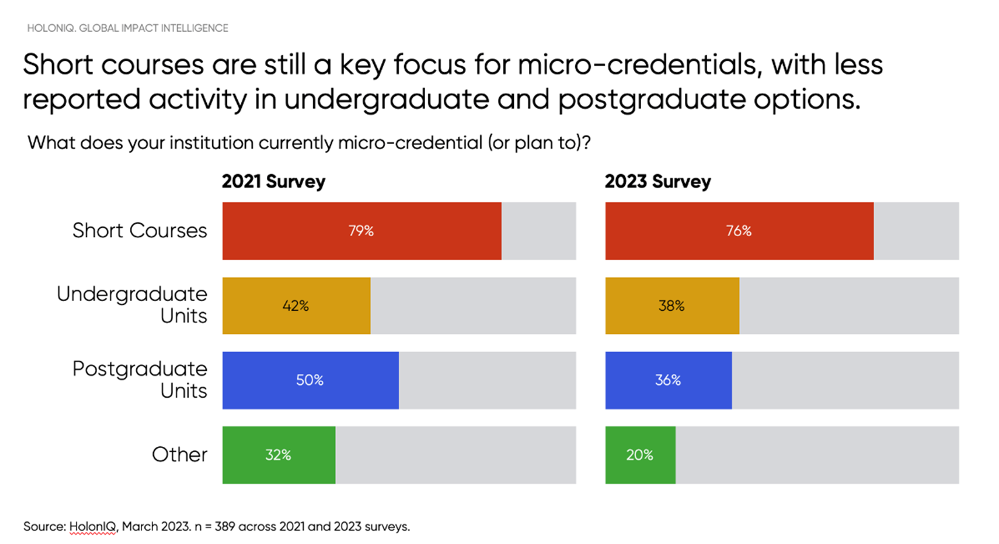 HOLONIQ. GLOBAL IMPACT INTELLIGENCE
Short courses are still a key focus for micro-credentials, with less
reported activity in undergraduate and postgraduate options.
What does your institution currently micro-credential (or plan to)?
2021 Survey
2023 Survey
Short Courses
79%
76%
Undergraduate
Units
42%
38%
Postgraduate
Units
50%
36%
Other
32%
20%
Source: HolonIQ, March 2023. n = 389 across 2021 and 2023 surveys.